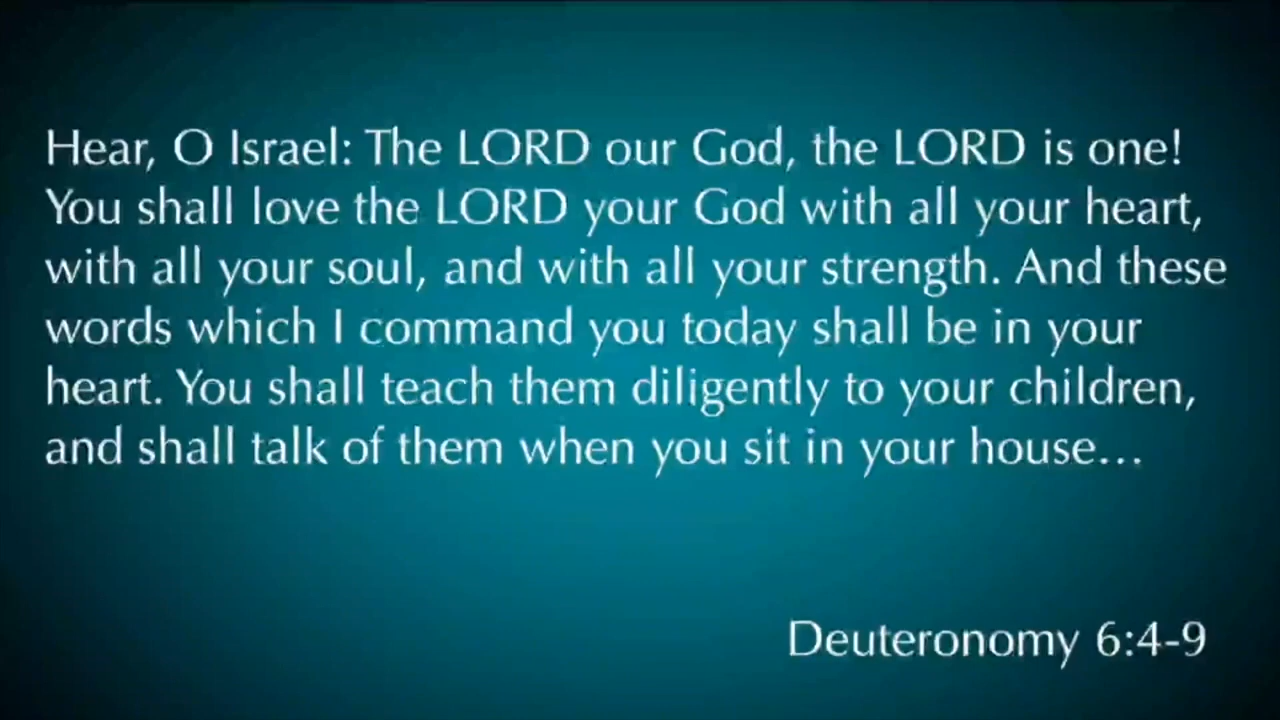 Hear, O Israel: The LORD our God, the LORD is one!
You shall love the LORD your God with all your heart,
with all your soul, and with all your strength. And these
words which I command you today shall be in your
heart. You shall teach them diligently to your children,
and shall talk of them when you sit in your house...
Deuteronomy 6:4-9